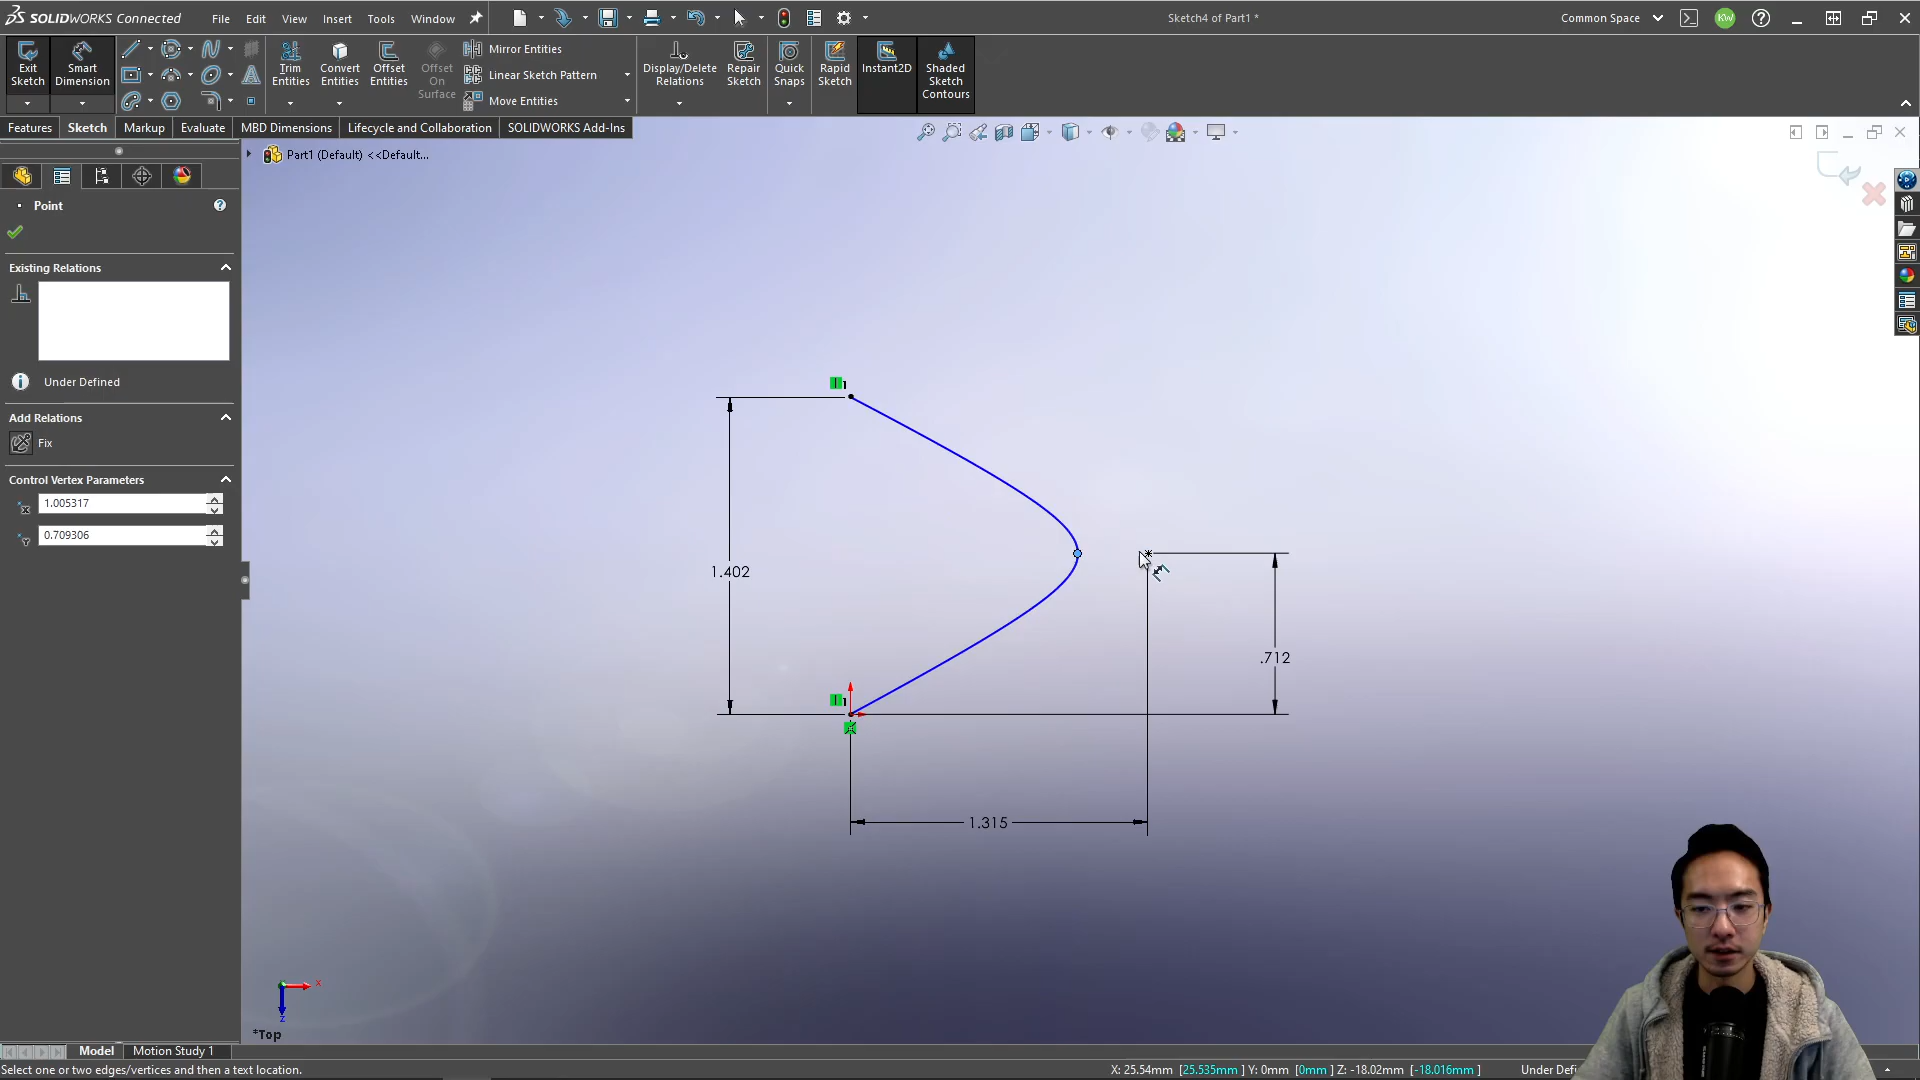 SOLIDWORKS Connected
File Edit View Insert Tools Window
Sketch4 of Part1 *
Common Space
KW
Exit Sketch
Smart Dimension
Trim Entities
Convert Entities
Offset Entities
Offset On Surface
Mirror Entities
Linear Sketch Pattern
Move Entities
Display/Delete Relations
Repair Sketch
Quick Snaps
Rapid Sketch
Instant2D
Shaded Sketch Contours
Features Sketch Markup Evaluate MBD Dimensions Lifecycle and Collaboration SOLIDWORKS Add-Ins
Part1 (Default) <<Default...
Point
Existing Relations
Under Defined
Add Relations
Fix
Control Vertex Parameters
1.005317
0.709306
1
1.402
.712
1
1.315
x
z
*Top
Model Motion Study 1
Select one or two edges/vertices and then a text location.
X: 25.54mm [25.535mm ] Y: 0mm [0mm ] Z: -18.02mm [-18.016mm ]
Under Defi